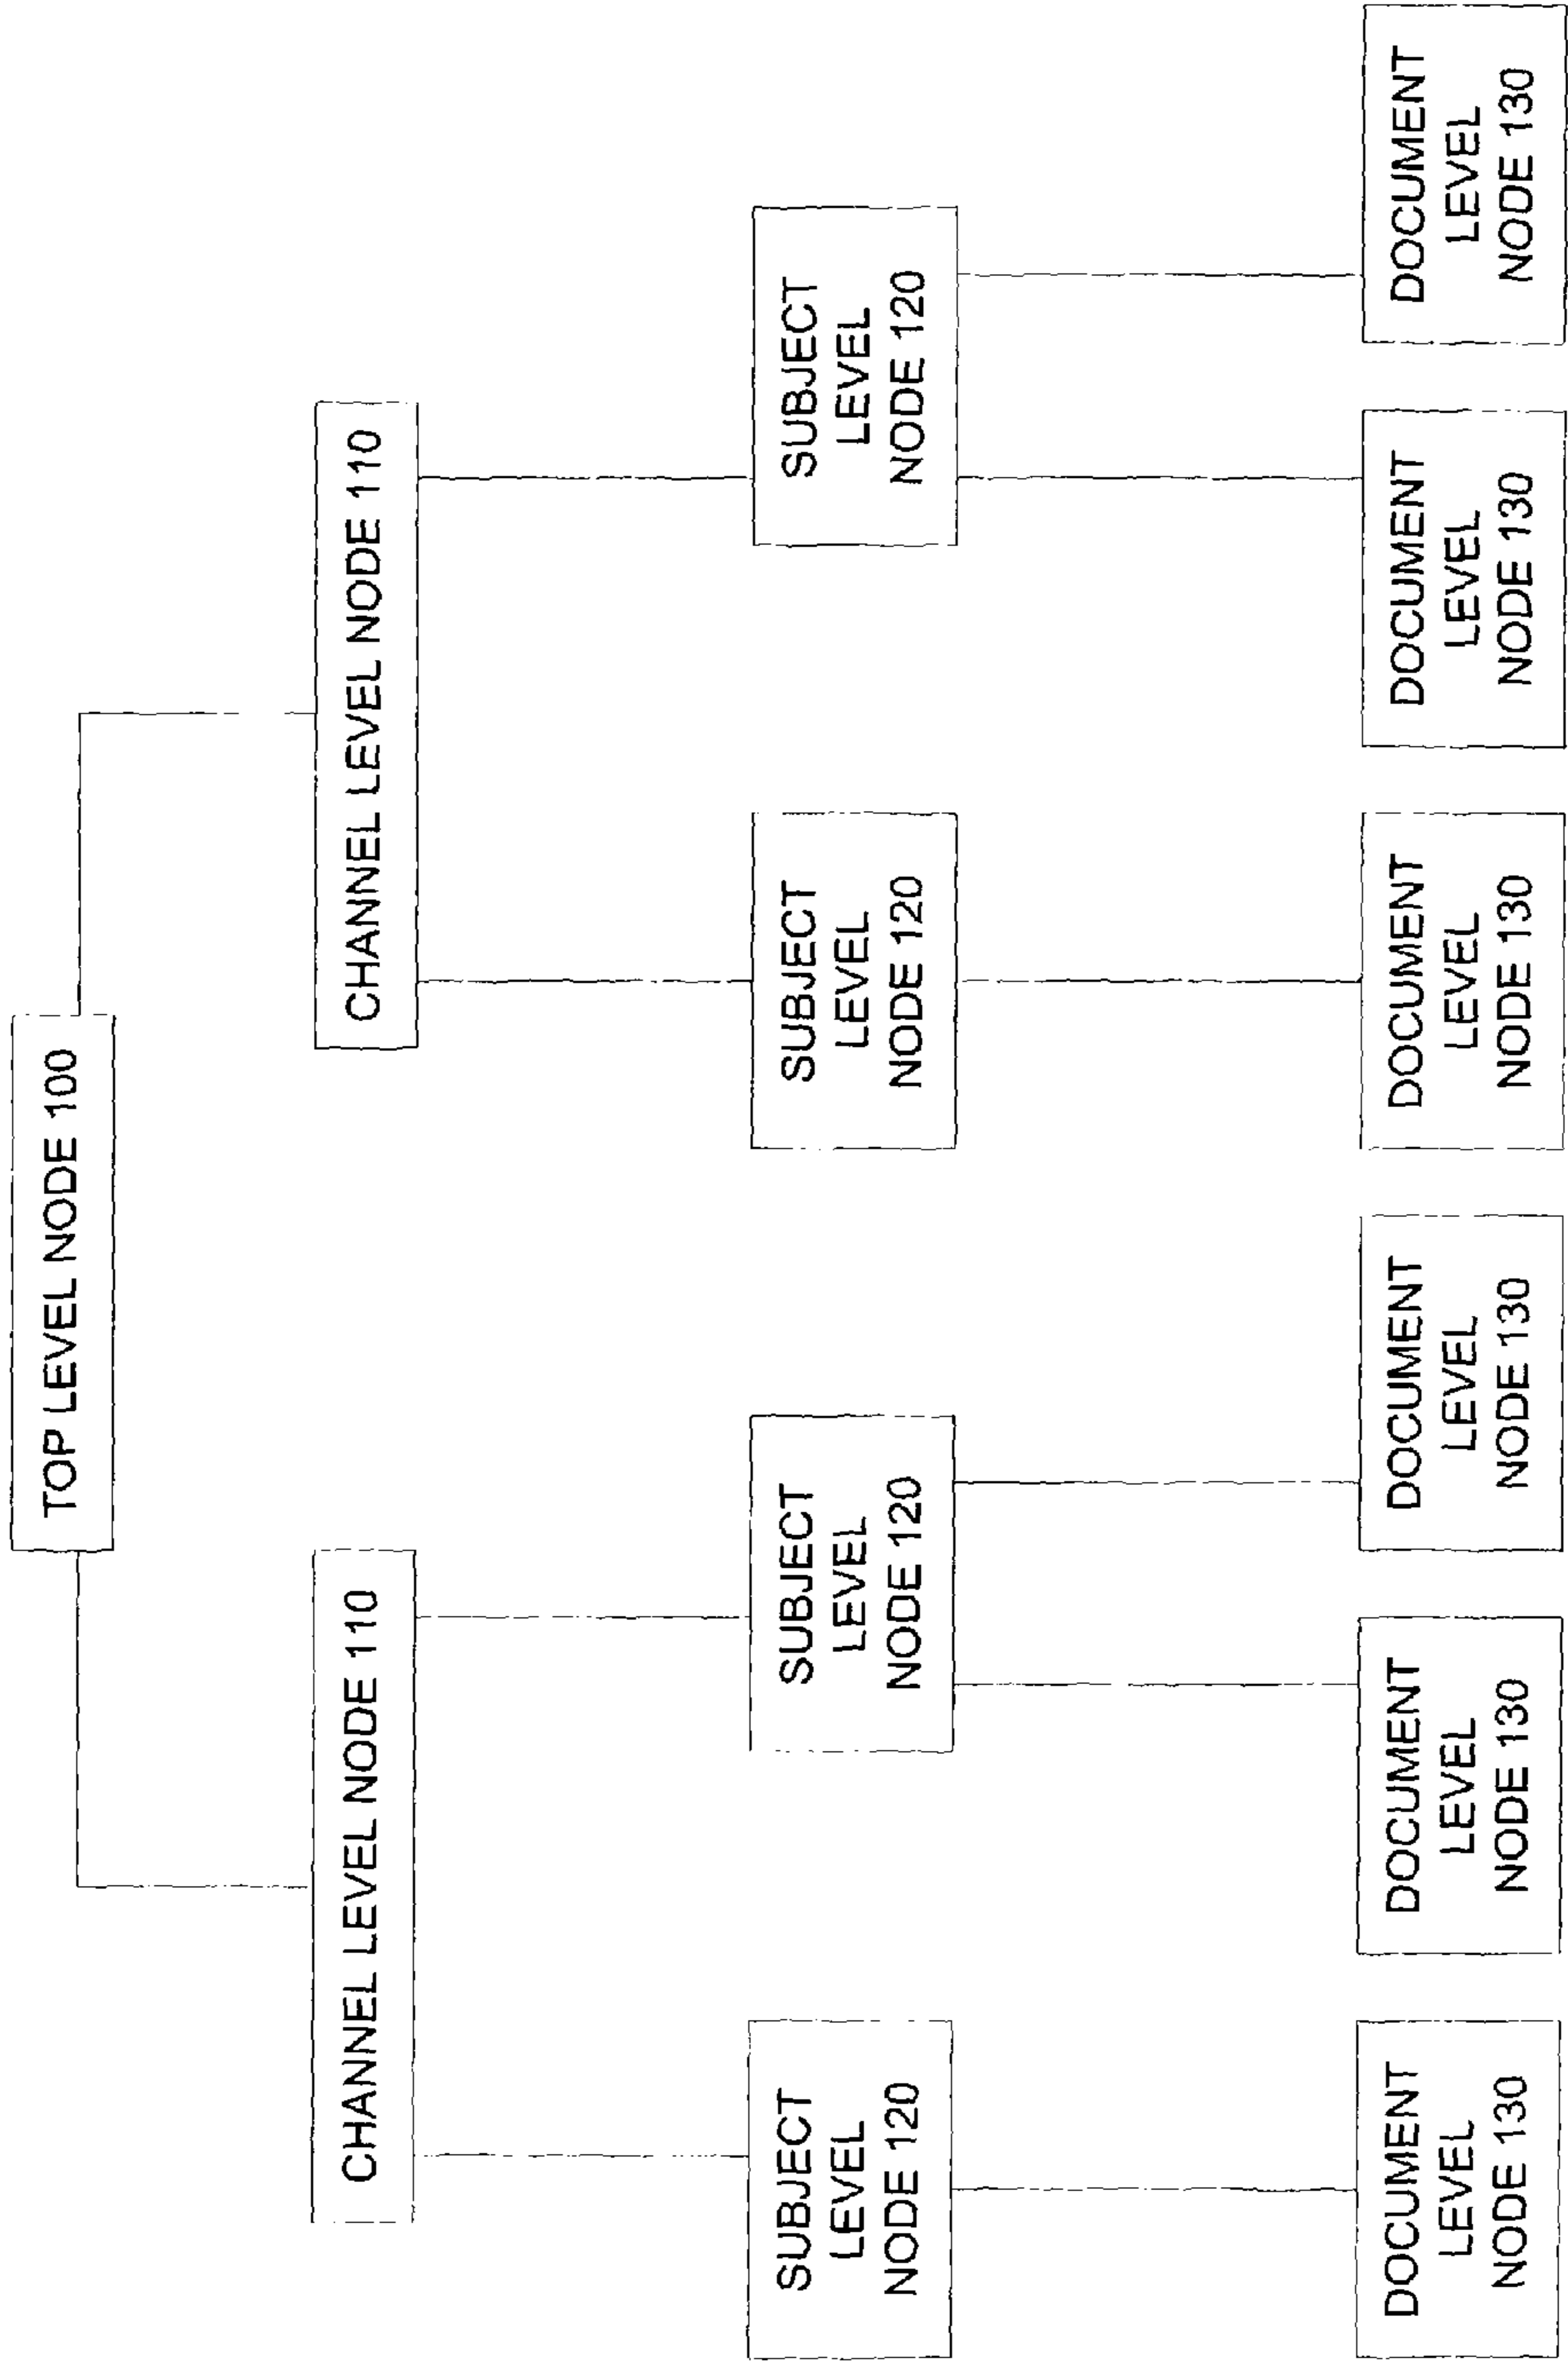 TOP LEVEL NODE 100
CHANNEL LEVEL NODE 110
CHANNEL LEVEL NODE 110
SUBJECT
LEVEL
NODE 120
SUBJECT
LEVEL
NODE 120
SUBJECT
LEVEL
NODE 120
SUBJECT
LEVEL
NODE 120
DOCUMENT
LEVEL
NODE 130
DOCUMENT
LEVEL
NODE 130
DOCUMENT
LEVEL
NODE 130
DOCUMENT
LEVEL
NODE 130
DOCUMENT
LEVEL
NODE 130
DOCUMENT
LEVEL
NODE 130